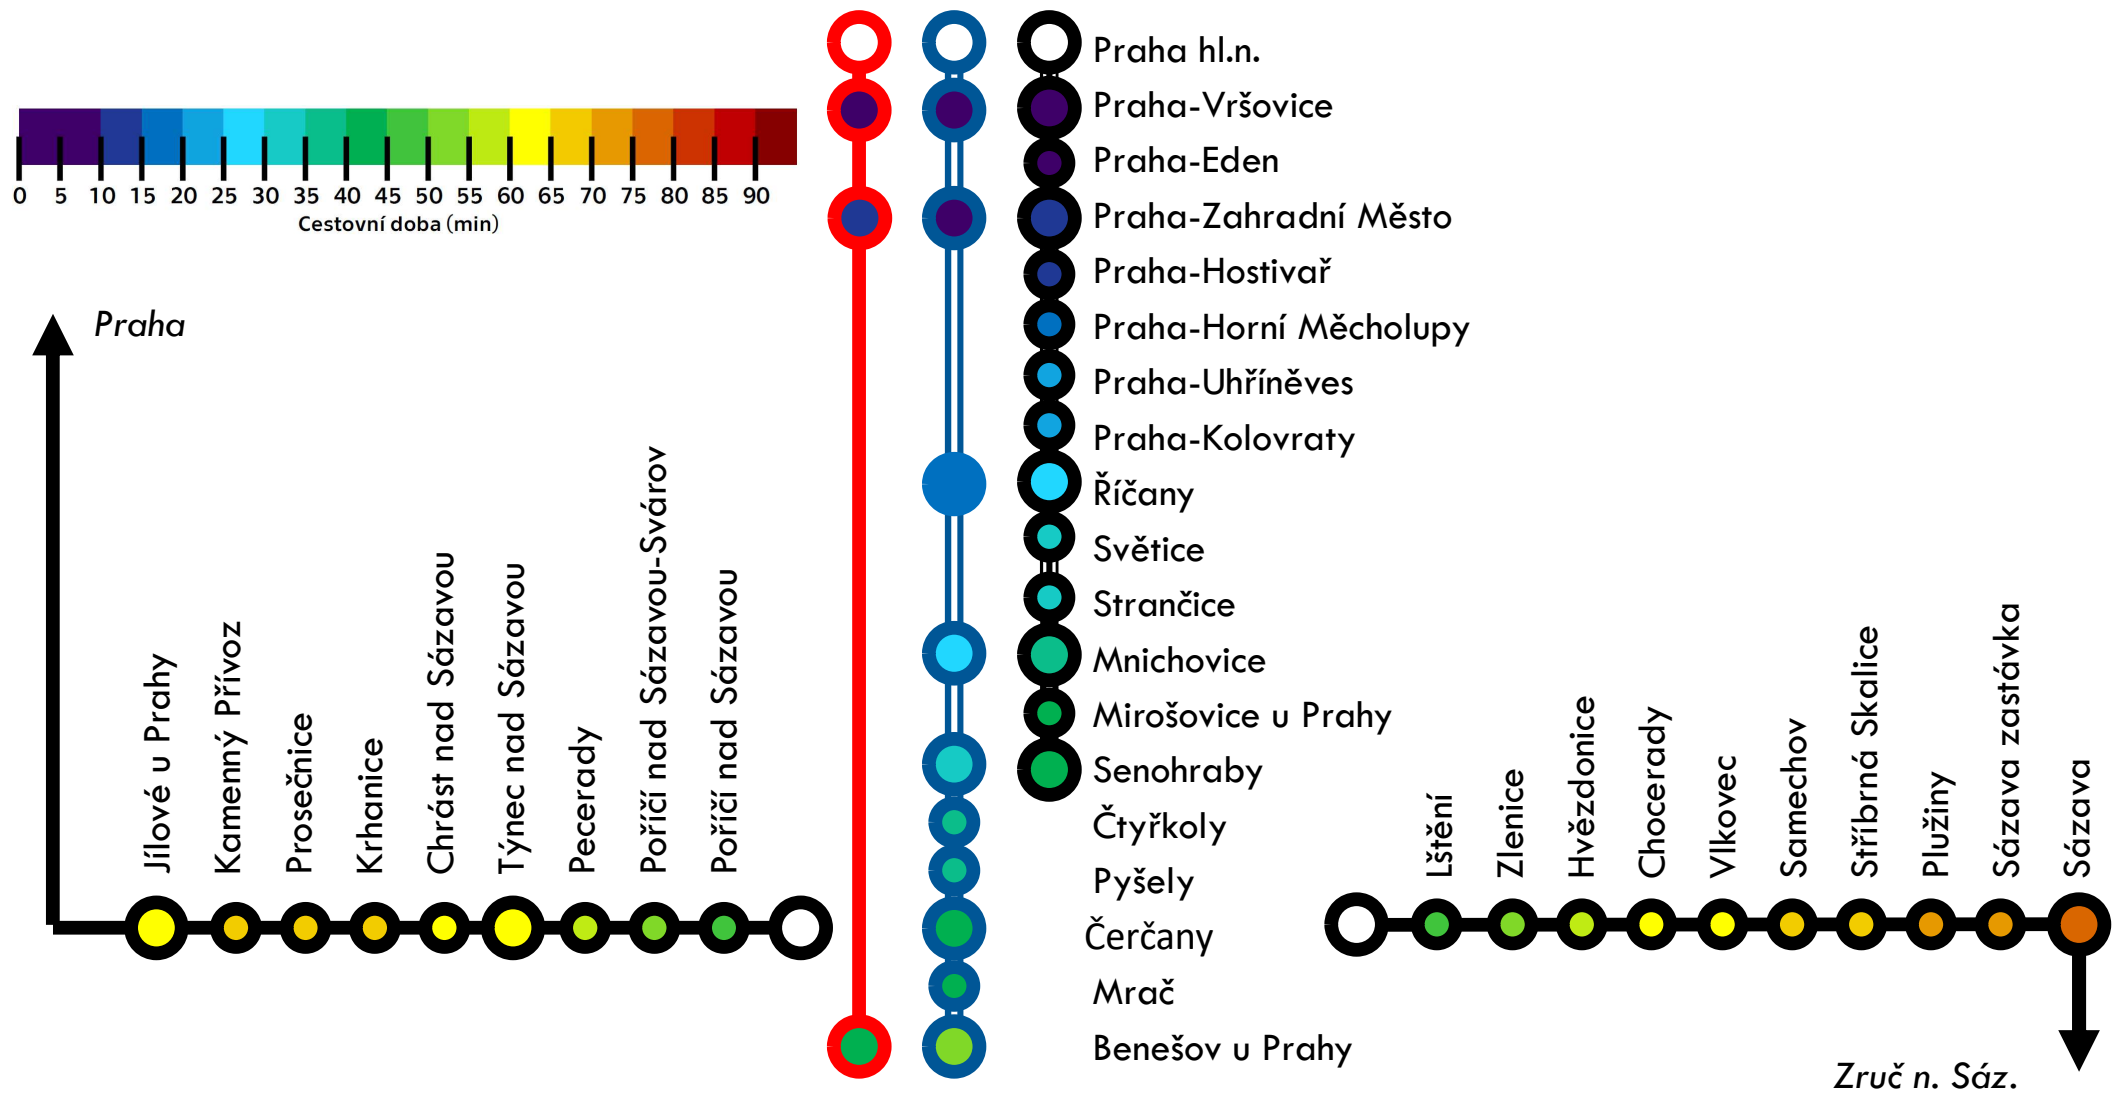 Praha hl.n.
Praha-Vršovice
Praha-Eden
0 5 10 15 20 25 30 35 40 45 50 55 60 65 70 75 80 85 90
Cestovní doba (min)
Praha-Zahradní Město
Praha-Hostivař
Praha
Praha-Horní Měcholupy
Praha-Uhříněves
Praha-Kolovraty
Říčany
Světice
Strančice
Mnichovice
Mirošovice u Prahy
Senohraby
Čtyřkoly
Pyšely
Čerčany
Mrač
Benešov u Prahy
Jílové u Prahy
Kamenný Přívoz
Prosečnice
Krhanice
Chrást nad Sázavou
Týnec nad Sázavou
Pecerady
Poříčí nad Sázavou-Svárov
Poříčí nad Sázavou
Lštění
Zlenice
Hvězdonice
Chocerady
Vlkovec
Samechov
Stříbrná Skalice
Plužiny
Sázava zastávka
Sázava
Zruč n. Sáz.